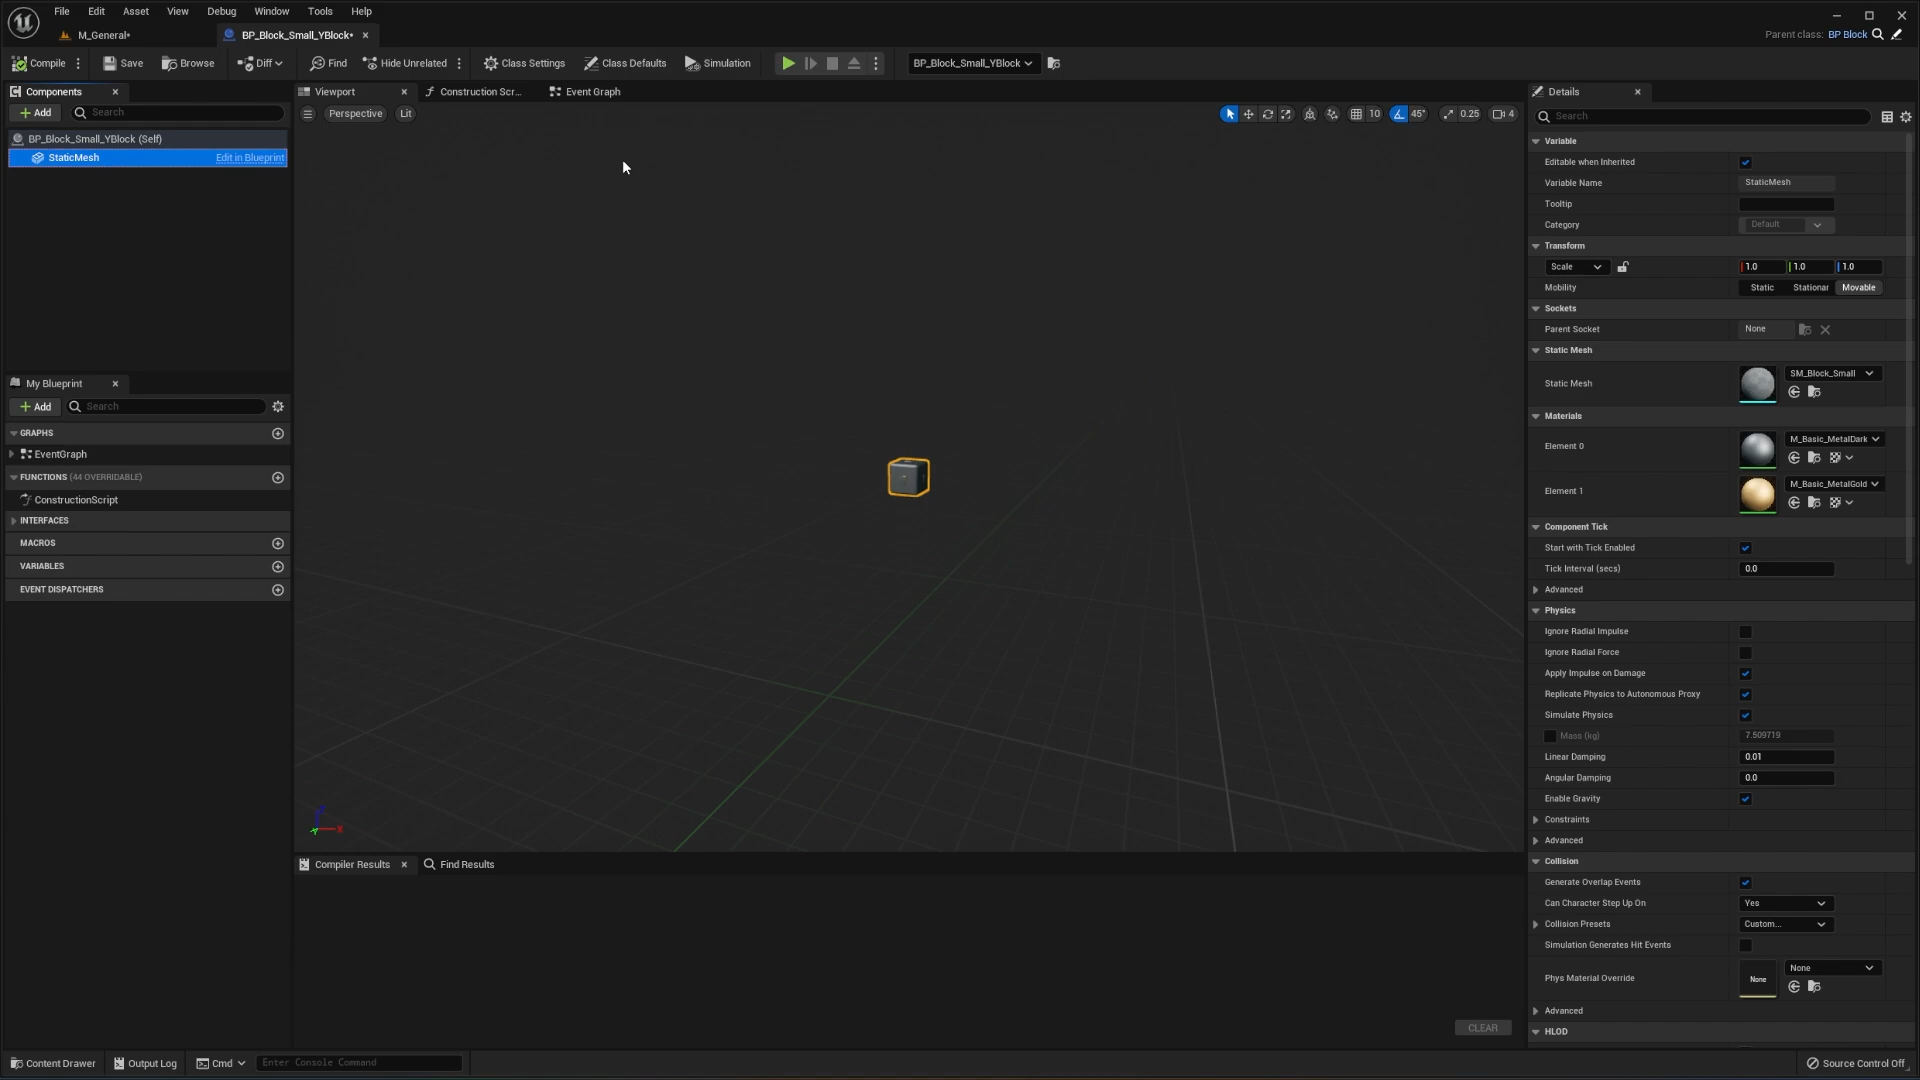 File Edit Asset View Debug Window Tools Help
M_General*
BP_Block_Small_YBlock*
Parent class: BP Block
Compile Save Browse Diff Find Hide Unrelated Class Settings Class Defaults Simulation BP_Block_Small_YBlock
Components
Add Search
BP_Block_Small_YBlock (Self)
StaticMesh Edit in Blueprint
My Blueprint
Add Search
GRAPHS
EventGraph
FUNCTIONS (44 OVERRIDABLE)
ConstructionScript
INTERFACES
MACROS
VARIABLES
EVENT DISPATCHERS
Viewport Construction Scr... Event Graph
Perspective Lit 10 45° 0.25 4
X
Compiler Results Find Results
CLEAR
Details
Search
Variable
Editable when Inherited
Variable Name StaticMesh
Tooltip
Category Default
Transform
Scale 1.0 1.0 1.0
Mobility Static Stationar Movable
Sockets
Parent Socket None
Static Mesh
Static Mesh SM_Block_Small
Materials
Element 0 M_Basic_MetalDark
Element 1 M_Basic_MetalGold
Component Tick
Start with Tick Enabled
Tick Interval (secs) 0.0
Advanced
Physics
Ignore Radial Impulse
Ignore Radial Force
Apply Impulse on Damage
Replicate Physics to Autonomous Proxy
Simulate Physics
Mass (kg) 7.509719
Linear Damping 0.01
Angular Damping 0.0
Enable Gravity
Constraints
Advanced
Collision
Generate Overlap Events
Can Character Step Up On Yes
Collision Presets Custom...
Simulation Generates Hit Events
Phys Material Override None None
Advanced
HLOD
Content Drawer Output Log Cmd Enter Console Command Source Control Off